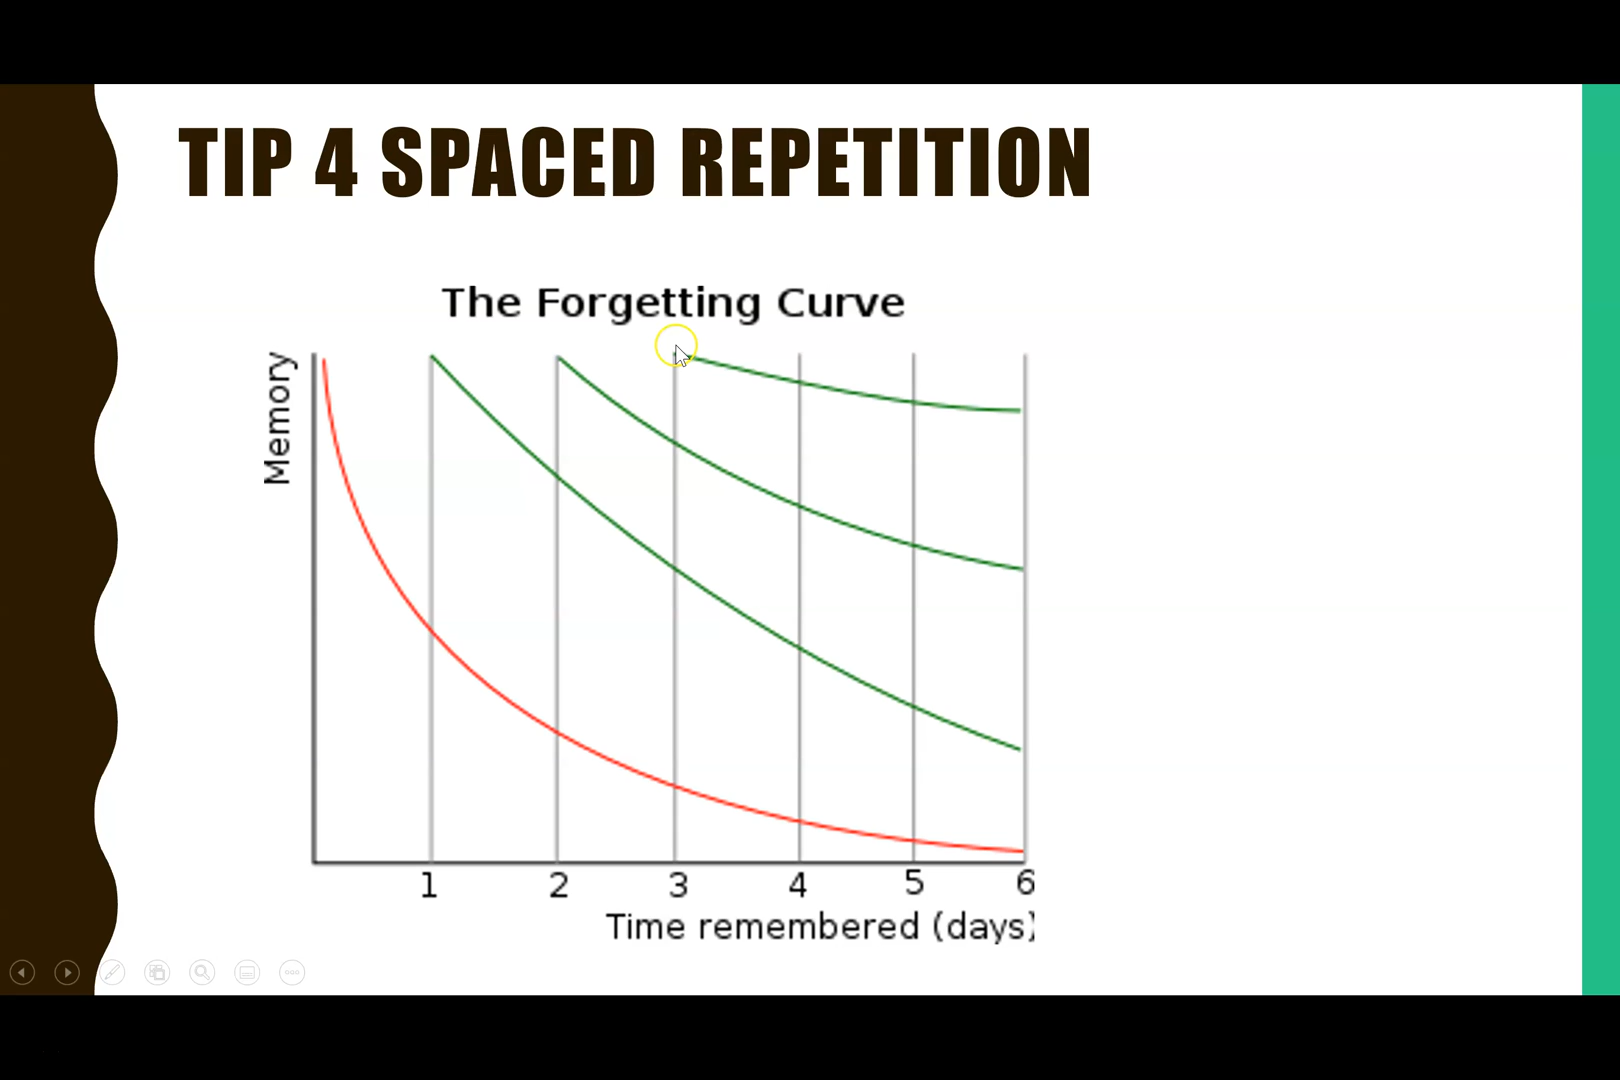 TIP 4 SPACED REPETITION
The Forgetting Curve
Memory
1 2 3 4 5 6
Time remembered (days)